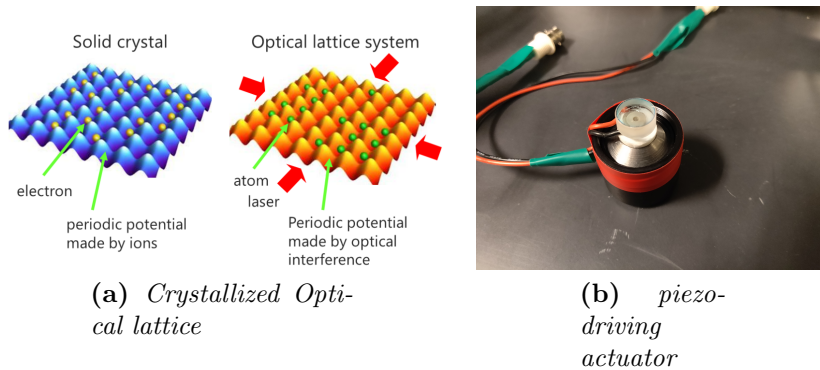 Solid crystal
Optical lattice system
electron
atom
laser
periodic potential
made by ions
Periodic potential
made by optical
interference
(a) Crystallized Opti-
cal lattice
(b) piezo-
driving
actuator